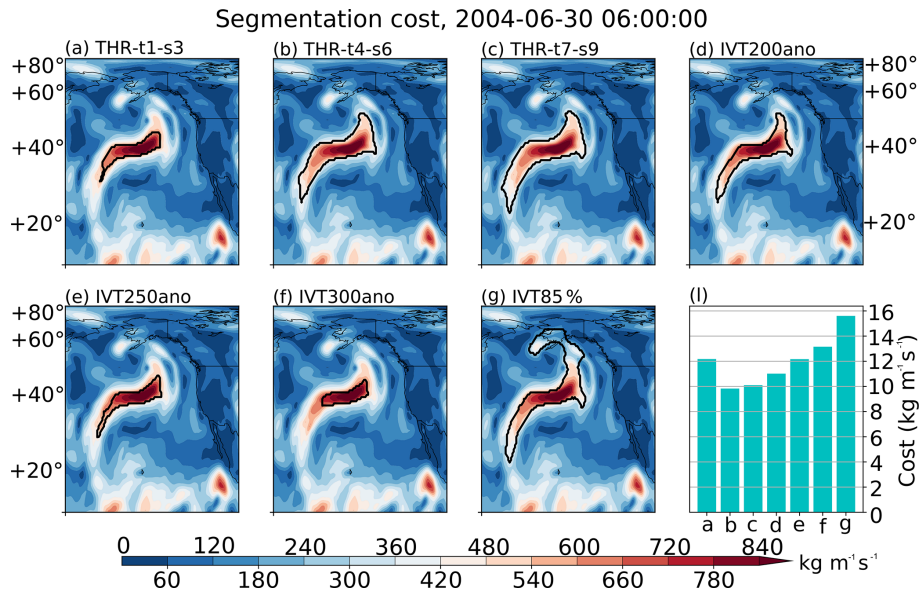 Segmentation cost, 2004-06-30 06:00:00
(a) THR-t1-s3 (b) THR-t4-s6 (c) THR-t7-s9 (d) IVT200ano
+80° +80°
+60° +60°
+40° +40°
+20° +20°
(e) IVT250ano (f) IVT300ano (g) IVT85% (l)
+80°
+60°
+40°
+20°
16
14
12
10
8
6
4
2
0
Cost (kg m⁻¹s⁻¹)
a b c d e f g
0 120 240 360 480 600 720 840
kg m⁻¹s⁻¹
60 180 300 420 540 660 780